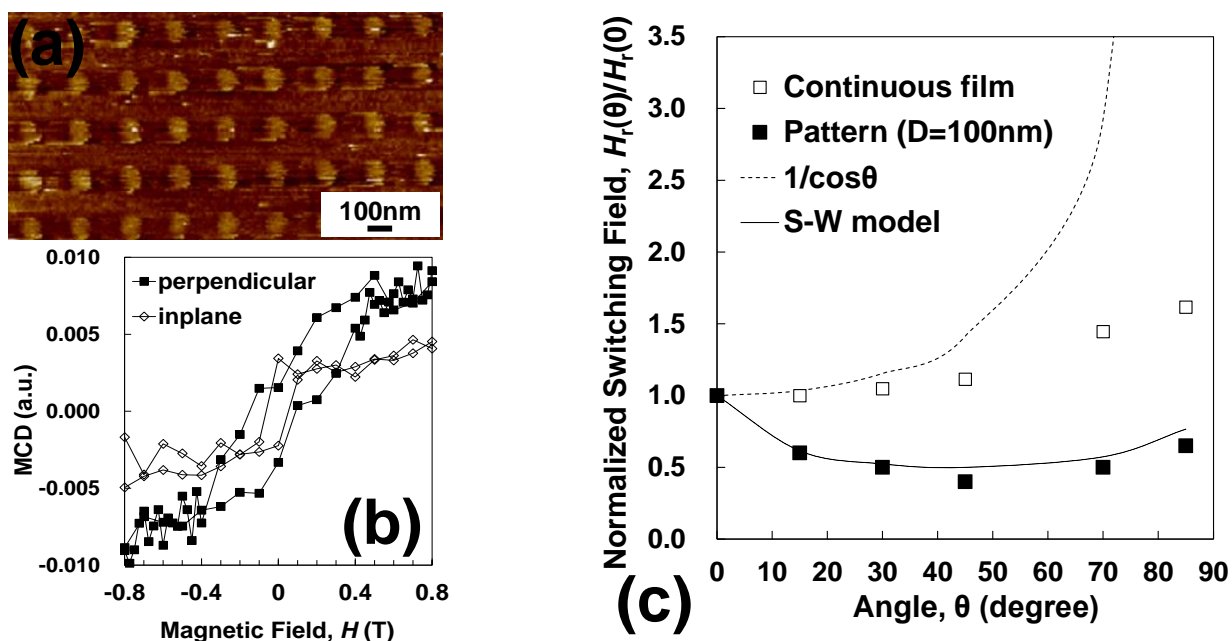 (a)
100nm
0.010
0.005
0.000
-0.005
-0.010
MCD (a.u.)
perpendicular
inplane
(b)
-0.8
-0.4
0
0.4
0.8
Magnetic Field, H (T)
3.5
3.0
2.5
2.0
1.5
1.0
0.5
0.0
Normalized Switching Field, Hr(θ)/Hr(0)
Continuous film
Pattern (D=100nm)
1/cosθ
S-W model
0 10 20 30 40 50 60 70 80 90
(c)
Angle, θ (degree)